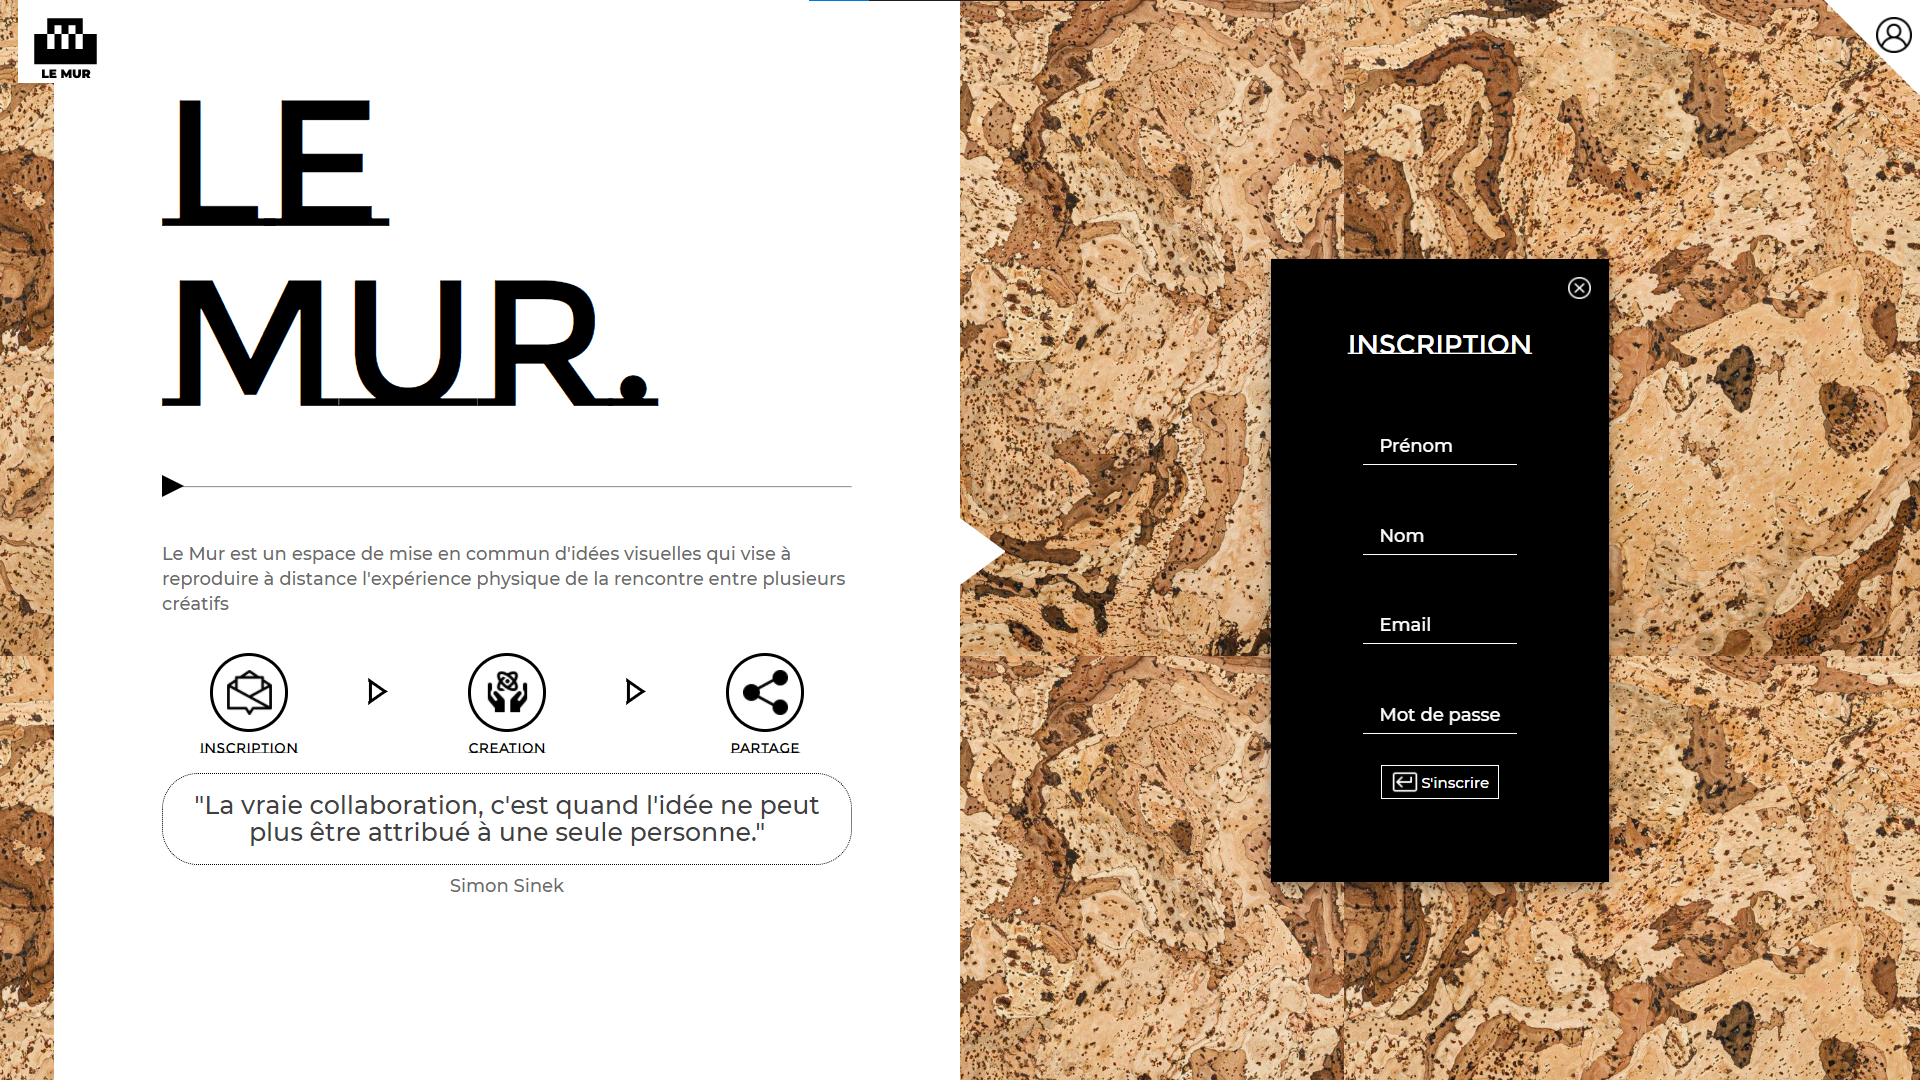 LE MUR
LE
MUR.
Le Mur est un espace de mise en commun d'idées visuelles qui vise à
reproduire à distance l'expérience physique de la rencontre entre plusieurs
créatifs
INSCRIPTION
CREATION
PARTAGE
"La vraie collaboration, c'est quand l'idée ne peut
plus être attribué à une seule personne."
Simon Sinek
INSCRIPTION
Prénom
Nom
Email
Mot de passe
S'inscrire